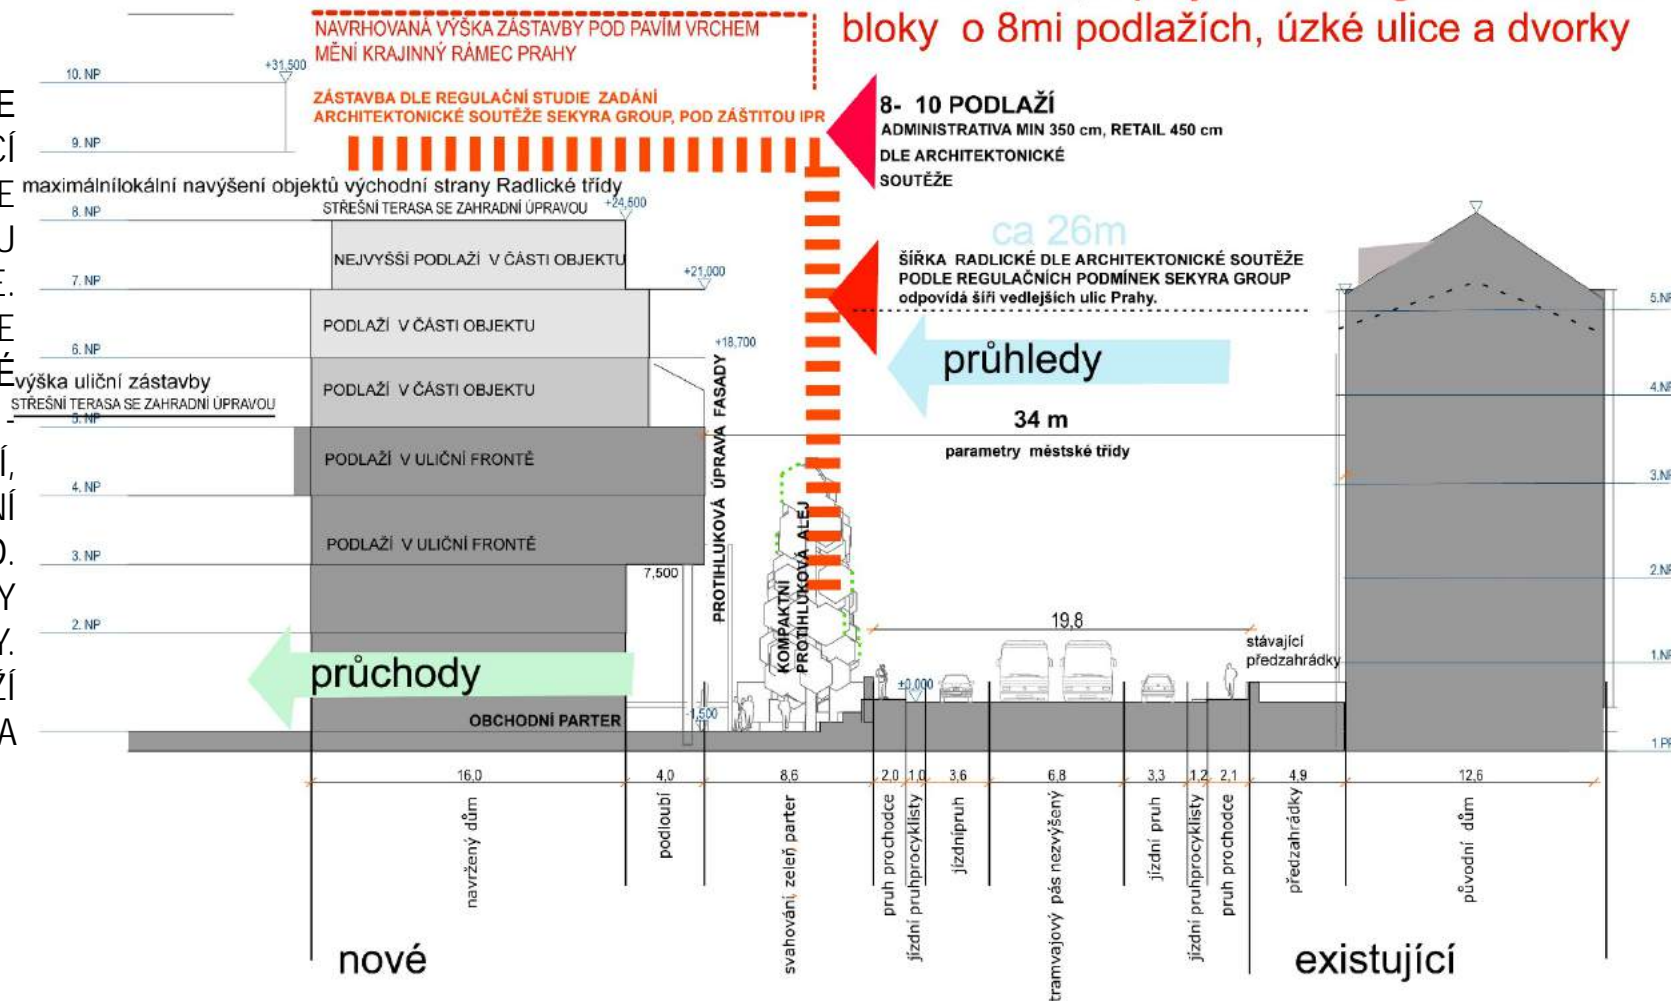 bloky o 8mi podlažích, úzké ulice a dvorky
NAVRHOVANÁ VÝŠKA ZÁSTAVBY POD PAVÍM VRCHEM
MĚNÍ KRAJINNÝ RÁMEC PRAHY
ZÁSTAVBA DLE REGULAČNÍ STUDIE ZADÁNÍ
ARCHITEKTONICKÉ SOUTĚŽE SEKYRA GROUP, POD ZÁŠTITOU IPR
8- 10 PODLAŽÍ
ADMINISTRATIVA MIN 350 cm, RETAIL 450 cm
DLE ARCHITEKTONICKÉ
SOUTĚŽE
10. NP
+31,500
9. NP
maximálnílokální navýšení objektů východní strany Radlické třídy
STŘEŠNÍ TERASA SE ZAHRADNÍ ÚPRAVOU
+24,500
8. NP
NEJVYŠŠÍ PODLAŽÍ V ČÁSTI OBJEKTU
+21,000
7. NP
PODLAŽÍ V ČÁSTI OBJEKTU
+18,700
6. NP
výška uliční zástavby
STŘEŠNÍ TERASA SE ZAHRADNÍ ÚPRAVOU
PODLAŽÍ V ČÁSTI OBJEKTU
5. NP
PODLAŽÍ V ULIČNÍ FRONTĚ
4. NP
PODLAŽÍ V ULIČNÍ FRONTĚ
3. NP
7,500
2. NP
průchody
OBCHODNÍ PARTER
-1,500
PROTIHLUKOVÁ ÚPRAVA FASADY
KOMPAKTNÍ
PROTIHLUKOVÁ ALEJ
ca 26m
ŠÍŘKA RADLICKÉ DLE ARCHITEKTONICKÉ SOUTĚŽE
PODLE REGULAČNÍCH PODMÍNEK SEKYRA GROUP
odpovídá šíři vedlejších ulic Prahy.
průhledy
34 m
parametry městské třídy
19,8
±0,000
stávající
předzahrádky
5.NP
4.NP
3.NP
2.NP
1.NP
1.PP
E
CÍ
E
U
E.
E
É
-
Í,
NÍ
O.
Y
Y.
ŽÍ
A
16,0
4,0
8,6
2,0
1,0
3,6
6,8
3,3
1,2
2,1
4,9
12,6
navržený dům
podloubí
svahování, zeleň parter
pruh prochodce
jízdní pruhprocyklisty
jízdnípruh
tramvajový pás nezvýšený
jízdní pruh
jízdní pruhprocyklisty
pruh prochodce
předzahrádky
původní dům
nové
existující